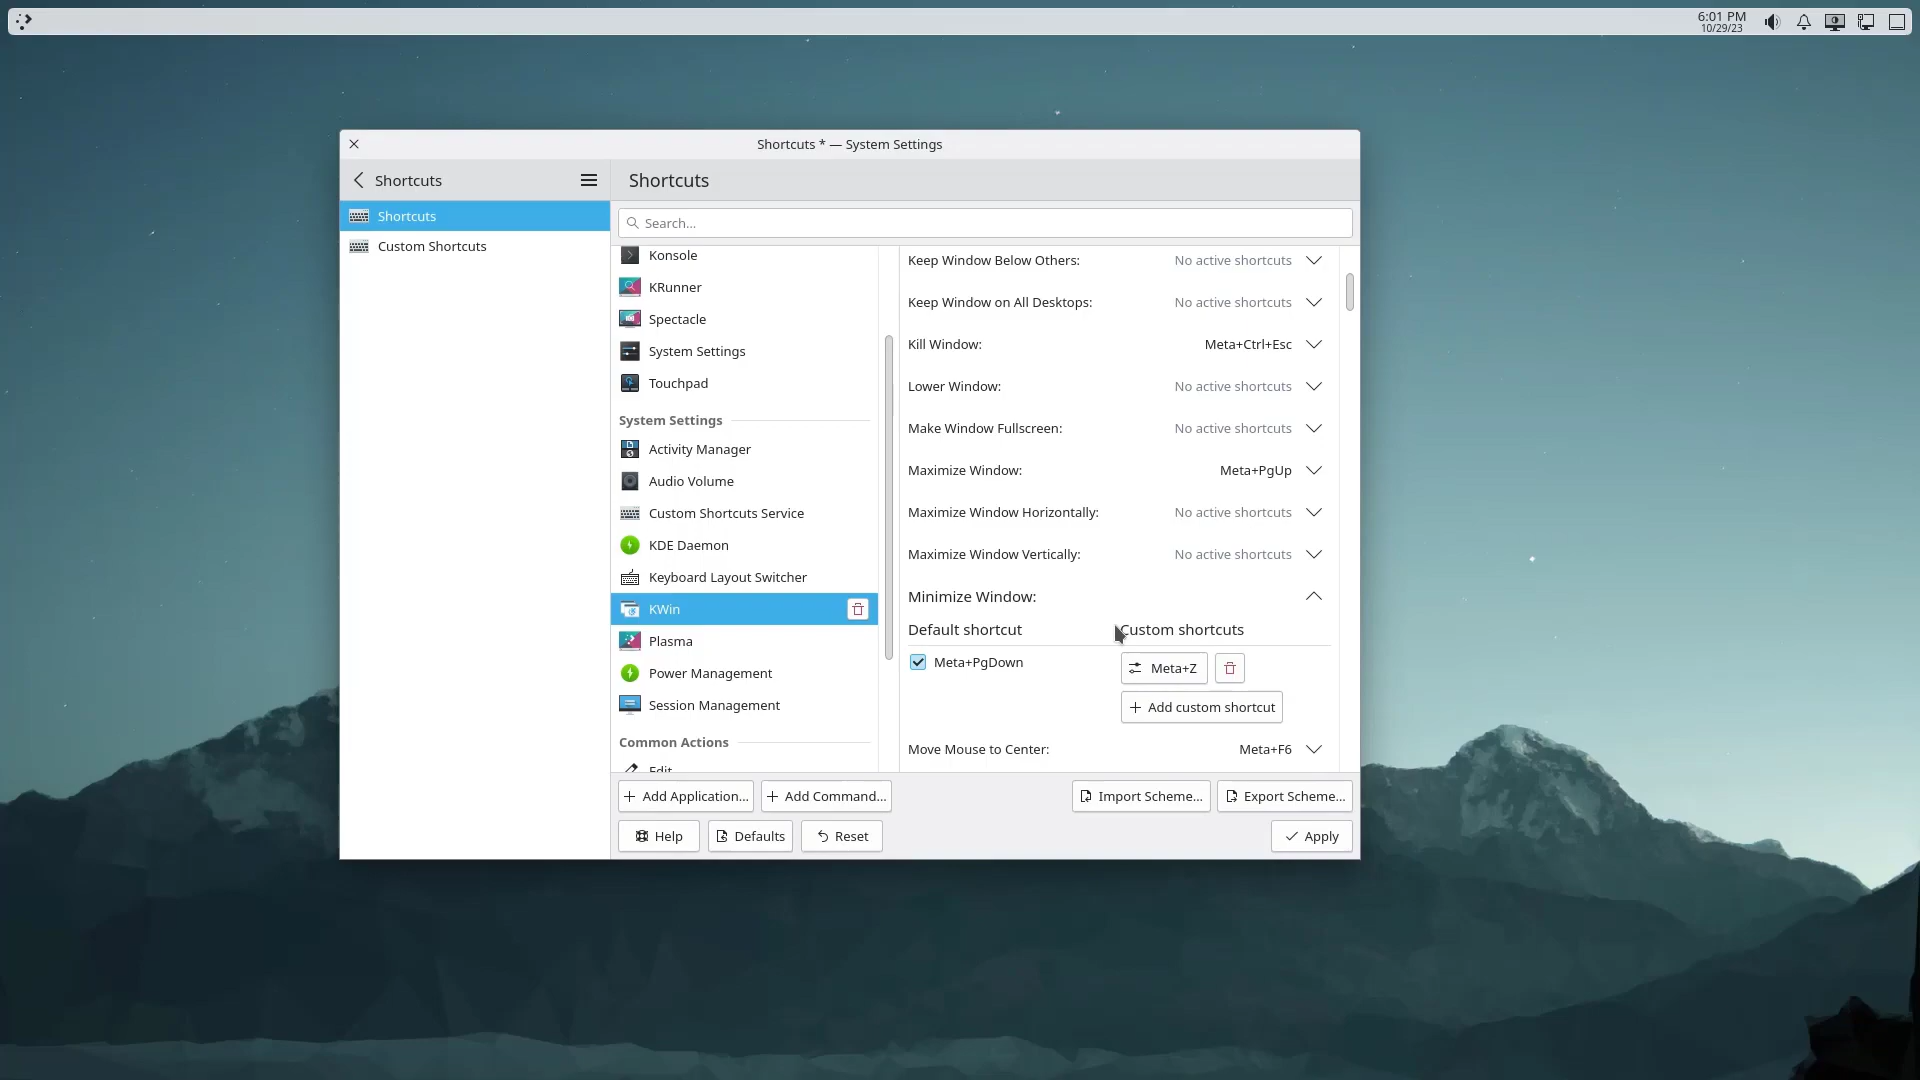 6:01 PM
10/29/23
Shortcuts * — System Settings
Shortcuts
Shortcuts
Shortcuts
Custom Shortcuts
Search...
Konsole
KRunner
Spectacle
System Settings
Touchpad
System Settings
Activity Manager
Audio Volume
Custom Shortcuts Service
KDE Daemon
Keyboard Layout Switcher
KWin
Plasma
Power Management
Session Management
Common Actions
Edit
Keep Window Below Others: No active shortcuts
Keep Window on All Desktops: No active shortcuts
Kill Window: Meta+Ctrl+Esc
Lower Window: No active shortcuts
Make Window Fullscreen: No active shortcuts
Maximize Window: Meta+PgUp
Maximize Window Horizontally: No active shortcuts
Maximize Window Vertically: No active shortcuts
Minimize Window:
Default shortcut Custom shortcuts
Meta+PgDown Meta+Z
Add custom shortcut
Move Mouse to Center: Meta+F6
Add Application... Add Command... Import Scheme... Export Scheme...
Help Defaults Reset Apply